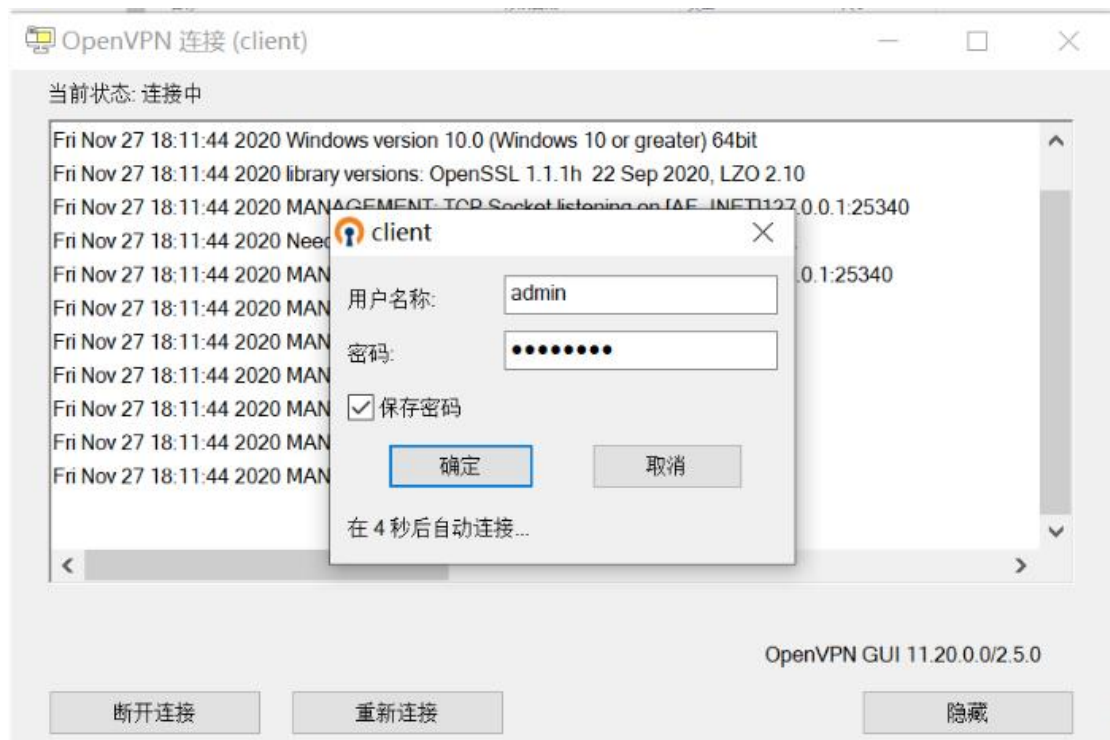 OpenVPN 连接 (client)
当前状态: 连接中
Fri Nov 27 18:11:44 2020 Windows version 10.0 (Windows 10 or greater) 64bit
Fri Nov 27 18:11:44 2020 library versions: OpenSSL 1.1.1h 22 Sep 2020, LZO 2.10
Fri Nov 27 18:11:44 2020 MANAGEMENT: TCP Socket listening on [AF_INET]127.0.0.1:25340
Fri Nov 27 18:11:44 2020 Need
Fri Nov 27 18:11:44 2020 MAN .0.1:25340
Fri Nov 27 18:11:44 2020 MAN
Fri Nov 27 18:11:44 2020 MAN
Fri Nov 27 18:11:44 2020 MAN
Fri Nov 27 18:11:44 2020 MAN
Fri Nov 27 18:11:44 2020 MAN
Fri Nov 27 18:11:44 2020 MAN
client
用户名称: admin
密码: ••••••••
保存密码
确定 取消
在 4 秒后自动连接...
OpenVPN GUI 11.20.0.0/2.5.0
断开连接 重新连接 隐藏